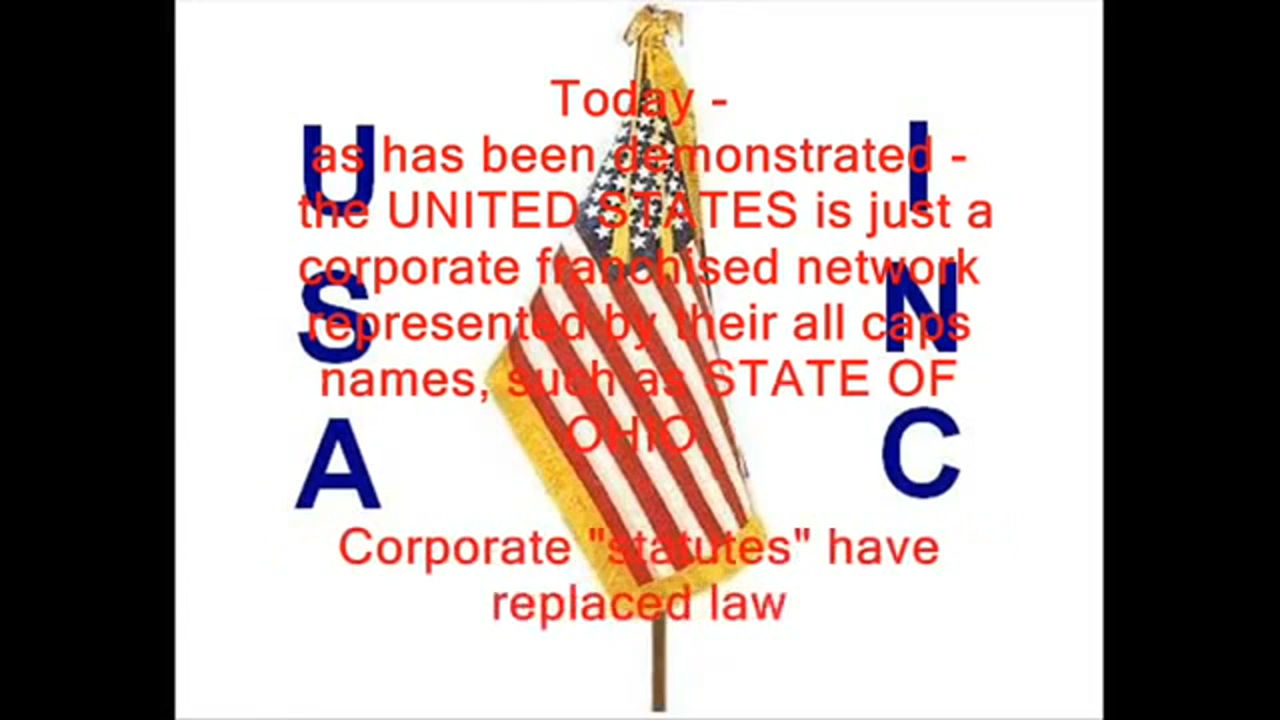 Today -
as has been demonstrated -
the UNITED STATES is just a
corporate franchised network
represented by their all caps
names, such as STATE OF
OHIO
Corporate "statutes" have
replaced law
U
S
A
I
N
C